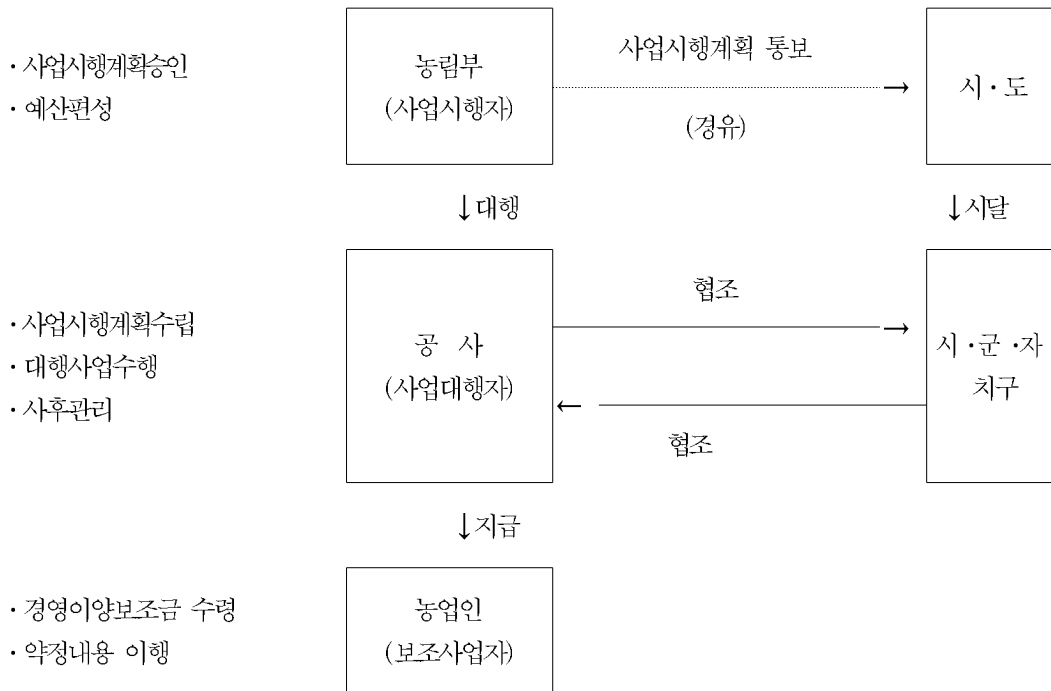 · 사업시행계획승인
· 예산편성
농림부
(사업시행자)
사업시행계획 통보
(경유)
시 · 도
↓대행
↓시달
· 사업시행계획수립
· 대행사업수행
· 사후관리
공 사
(사업대행자)
협조
협조
시 ·군 ·자
치구
↓지급
· 경영이양보조금 수령
· 약정내용 이행
농업인
(보조사업자)